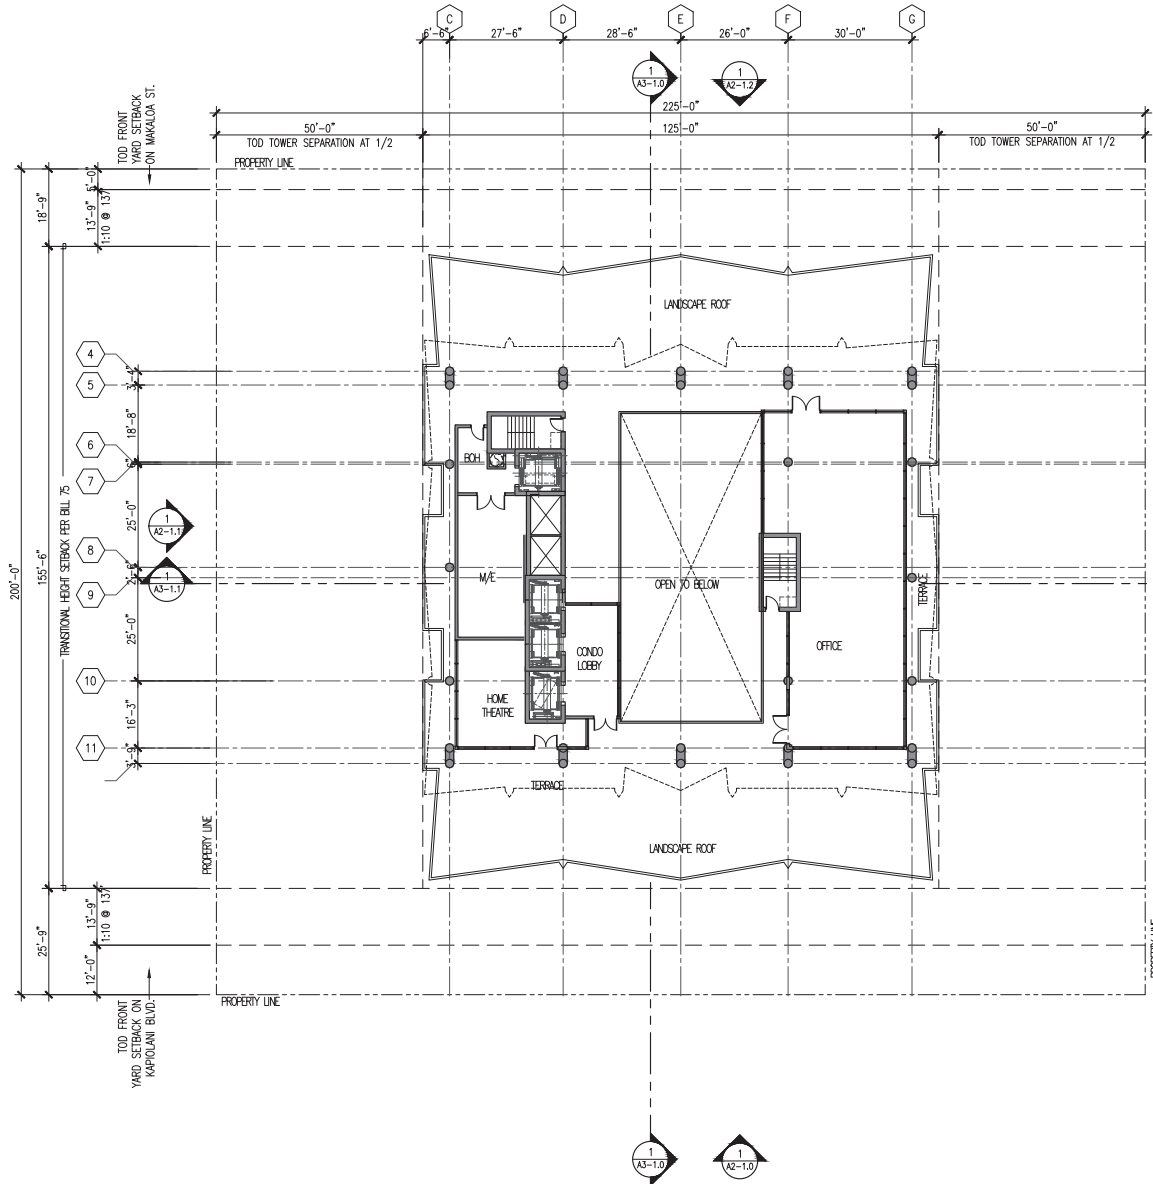 C
D
E
F
G
6'-6"
27'-6"
28'-6"
26'-0"
30'-0"
1
A3-1.0
1
A2-1.2
225'-0"
50'-0"
125'-0"
50'-0"
TOD TOWER SEPARATION AT 1/2
TOD TOWER SEPARATION AT 1/2
TOD FRONT
YARD SETBACK
ON MAKALOA ST.
PROPERTY LINE
5'-0"
18'-9"
13'-9"
1:10 @ 137'
LANDSCAPE ROOF
4
5
18'-8"
6
7
BOH
TRANSITIONAL HEIGHT SETBACK PER BILL 75
25'-0"
1
A2-1.1
8
155'-6"
200'-0"
M/E
OPEN TO BELOW
1
A3-1.1
9
TERRACE
25'-0"
OFFICE
CONDO
LOBBY
10
HOME
THEATRE
16'-3"
11
3'-9"
TERRACE
PROPERTY LINE
LANDSCAPE ROOF
13'-9"
1:10 @ 137'
25'-9"
12'-0"
PROPERTY LINE
TOD FRONT
YARD SETBACK ON
KAPIOLANI BLVD.
1
A3-1.0
1
A2-1.0